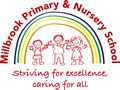 Millbrook Primary & Nursery School
Striving for excellence,
caring for all